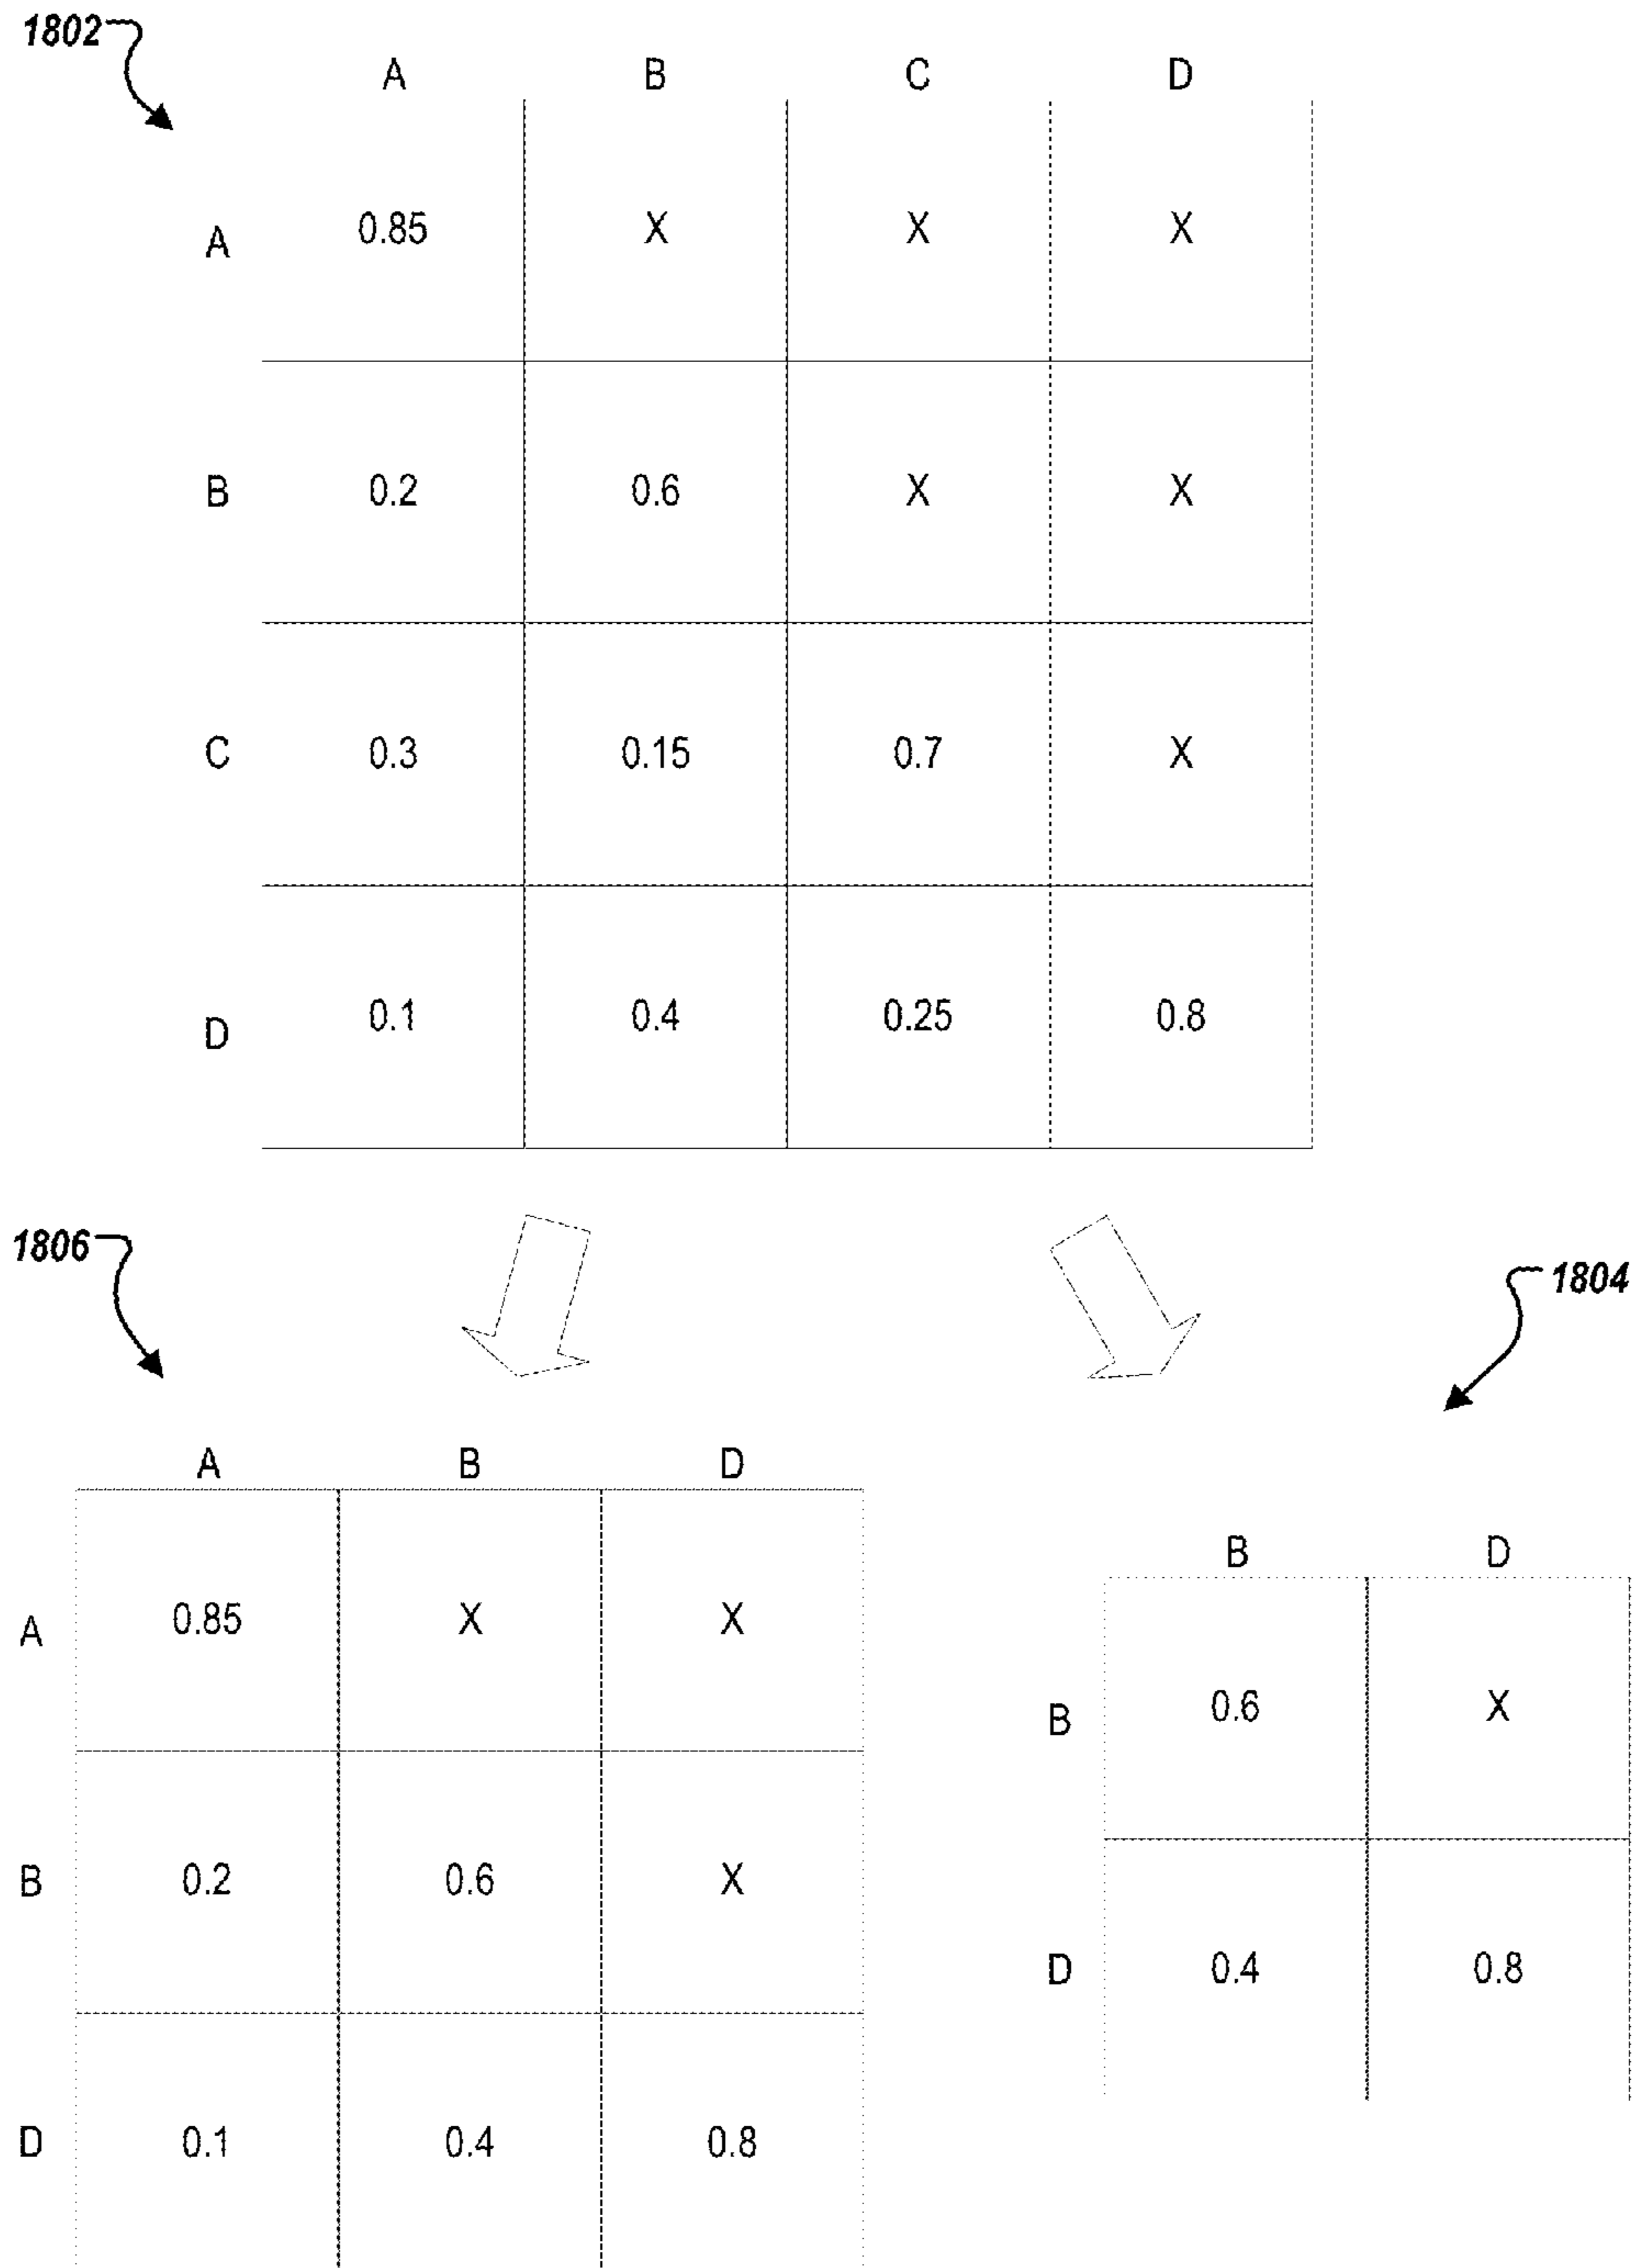 1802
A B C D
A 0.85 X X X
B 0.2 0.6 X X
C 0.3 0.15 0.7 X
D 0.1 0.4 0.25 0.8
1806
A B D
A 0.85 X X
B 0.2 0.6 X
D 0.1 0.4 0.8
1804
B D
B 0.6 X
D 0.4 0.8